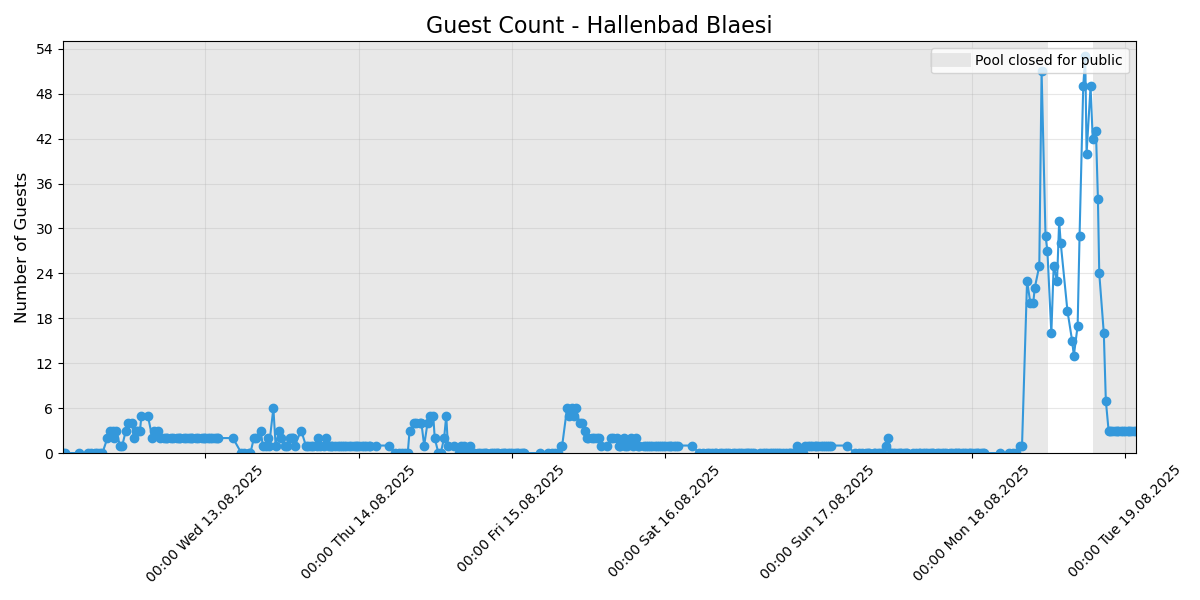 Guest Count - Hallenbad Blaesi
Pool closed for public
Number of Guests
54
48
42
36
30
24
18
12
6
0
00:00 Wed 13.08.2025
00:00 Thu 14.08.2025
00:00 Fri 15.08.2025
00:00 Sat 16.08.2025
00:00 Sun 17.08.2025
00:00 Mon 18.08.2025
00:00 Tue 19.08.2025